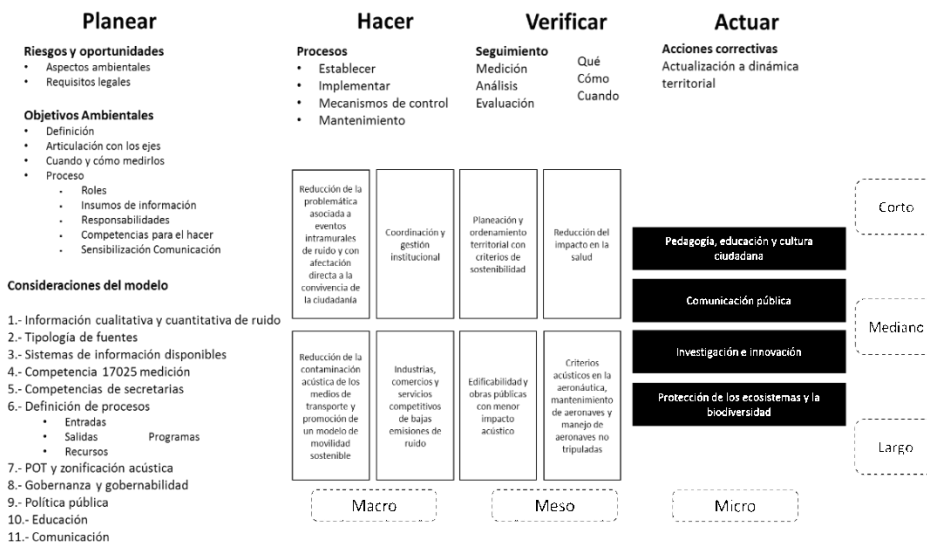 Planear
Riesgos y oportunidades
• Aspectos ambientales
• Requisitos legales
Objetivos Ambientales
• Definición
• Articulación con los ejes
• Cuando y cómo medirlos
• Proceso
- Roles
- Insumos de información
- Responsabilidades
- Competencias para el hacer
- Sensibilización Comunicación
Consideraciones del modelo
1.- Información cualitativa y cuantitativa de ruido
2.- Tipología de fuentes
3.- Sistemas de información disponibles
4.- Competencia 17025 medición
5.- Competencias de secretarias
6.- Definición de procesos
• Entradas
• Salidas Programas
• Recursos
7.- POT y zonificación acústica
8.- Gobernanza y gobernabilidad
9.- Política pública
10.- Educación
11.- Comunicación
Hacer
Procesos
• Establecer
• Implementar
• Mecanismos de control
• Mantenimiento
Verificar
Seguimiento
Medición
Análisis
Evaluación
Qué
Cómo
Cuando
Actuar
Acciones correctivas
Actualización a dinámica
territorial
Reducción de la
problemática
asociada a
eventos
intramurales
de ruido y con
afectación
directa a la
convivencia de
la ciudadanía
Coordinación y
gestión
institucional
Planeación y
ordenamiento
territorial con
criterios de
sostenibilidad
Reducción del
impacto en la
salud
Reducción de la
contaminación
acústica de los
medios de
transporte y
promoción de
un modelo de
movilidad
sostenible
Industrias,
comercios y
servicios
competitivos
de bajas
emisiones de
ruido
Edificabilidad y
obras públicas
con menor
impacto
acústico
Criterios
acústicos en la
aeronáutica,
mantenimiento
de aeronaves y
manejo de
aeronaves no
tripuladas
Pedagogía, educación y cultura
ciudadana
Comunicación pública
Investigación e innovación
Protección de los ecosistemas y la
biodiversidad
Corto
Mediano
Largo
Macro
Meso
Micro